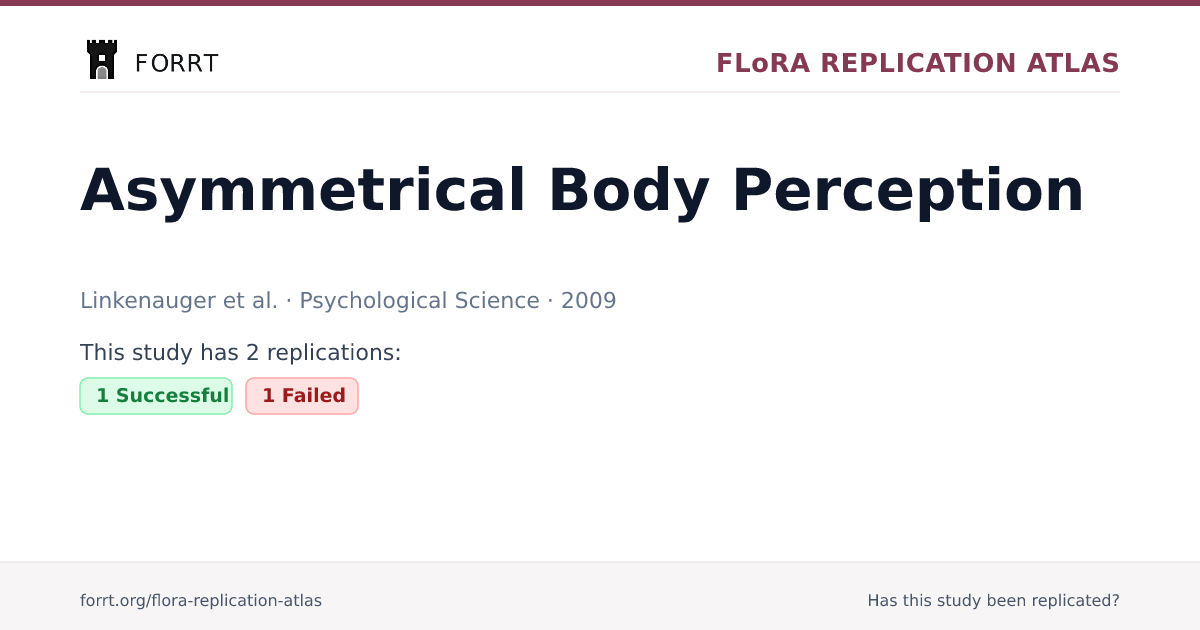 FORRT
FLoRA REPLICATION ATLAS
Asymmetrical Body Perception
Linkenauger et al. · Psychological Science · 2009
This study has 2 replications:
1 Successful
1 Failed
forrt.org/flora-replication-atlas
Has this study been replicated?